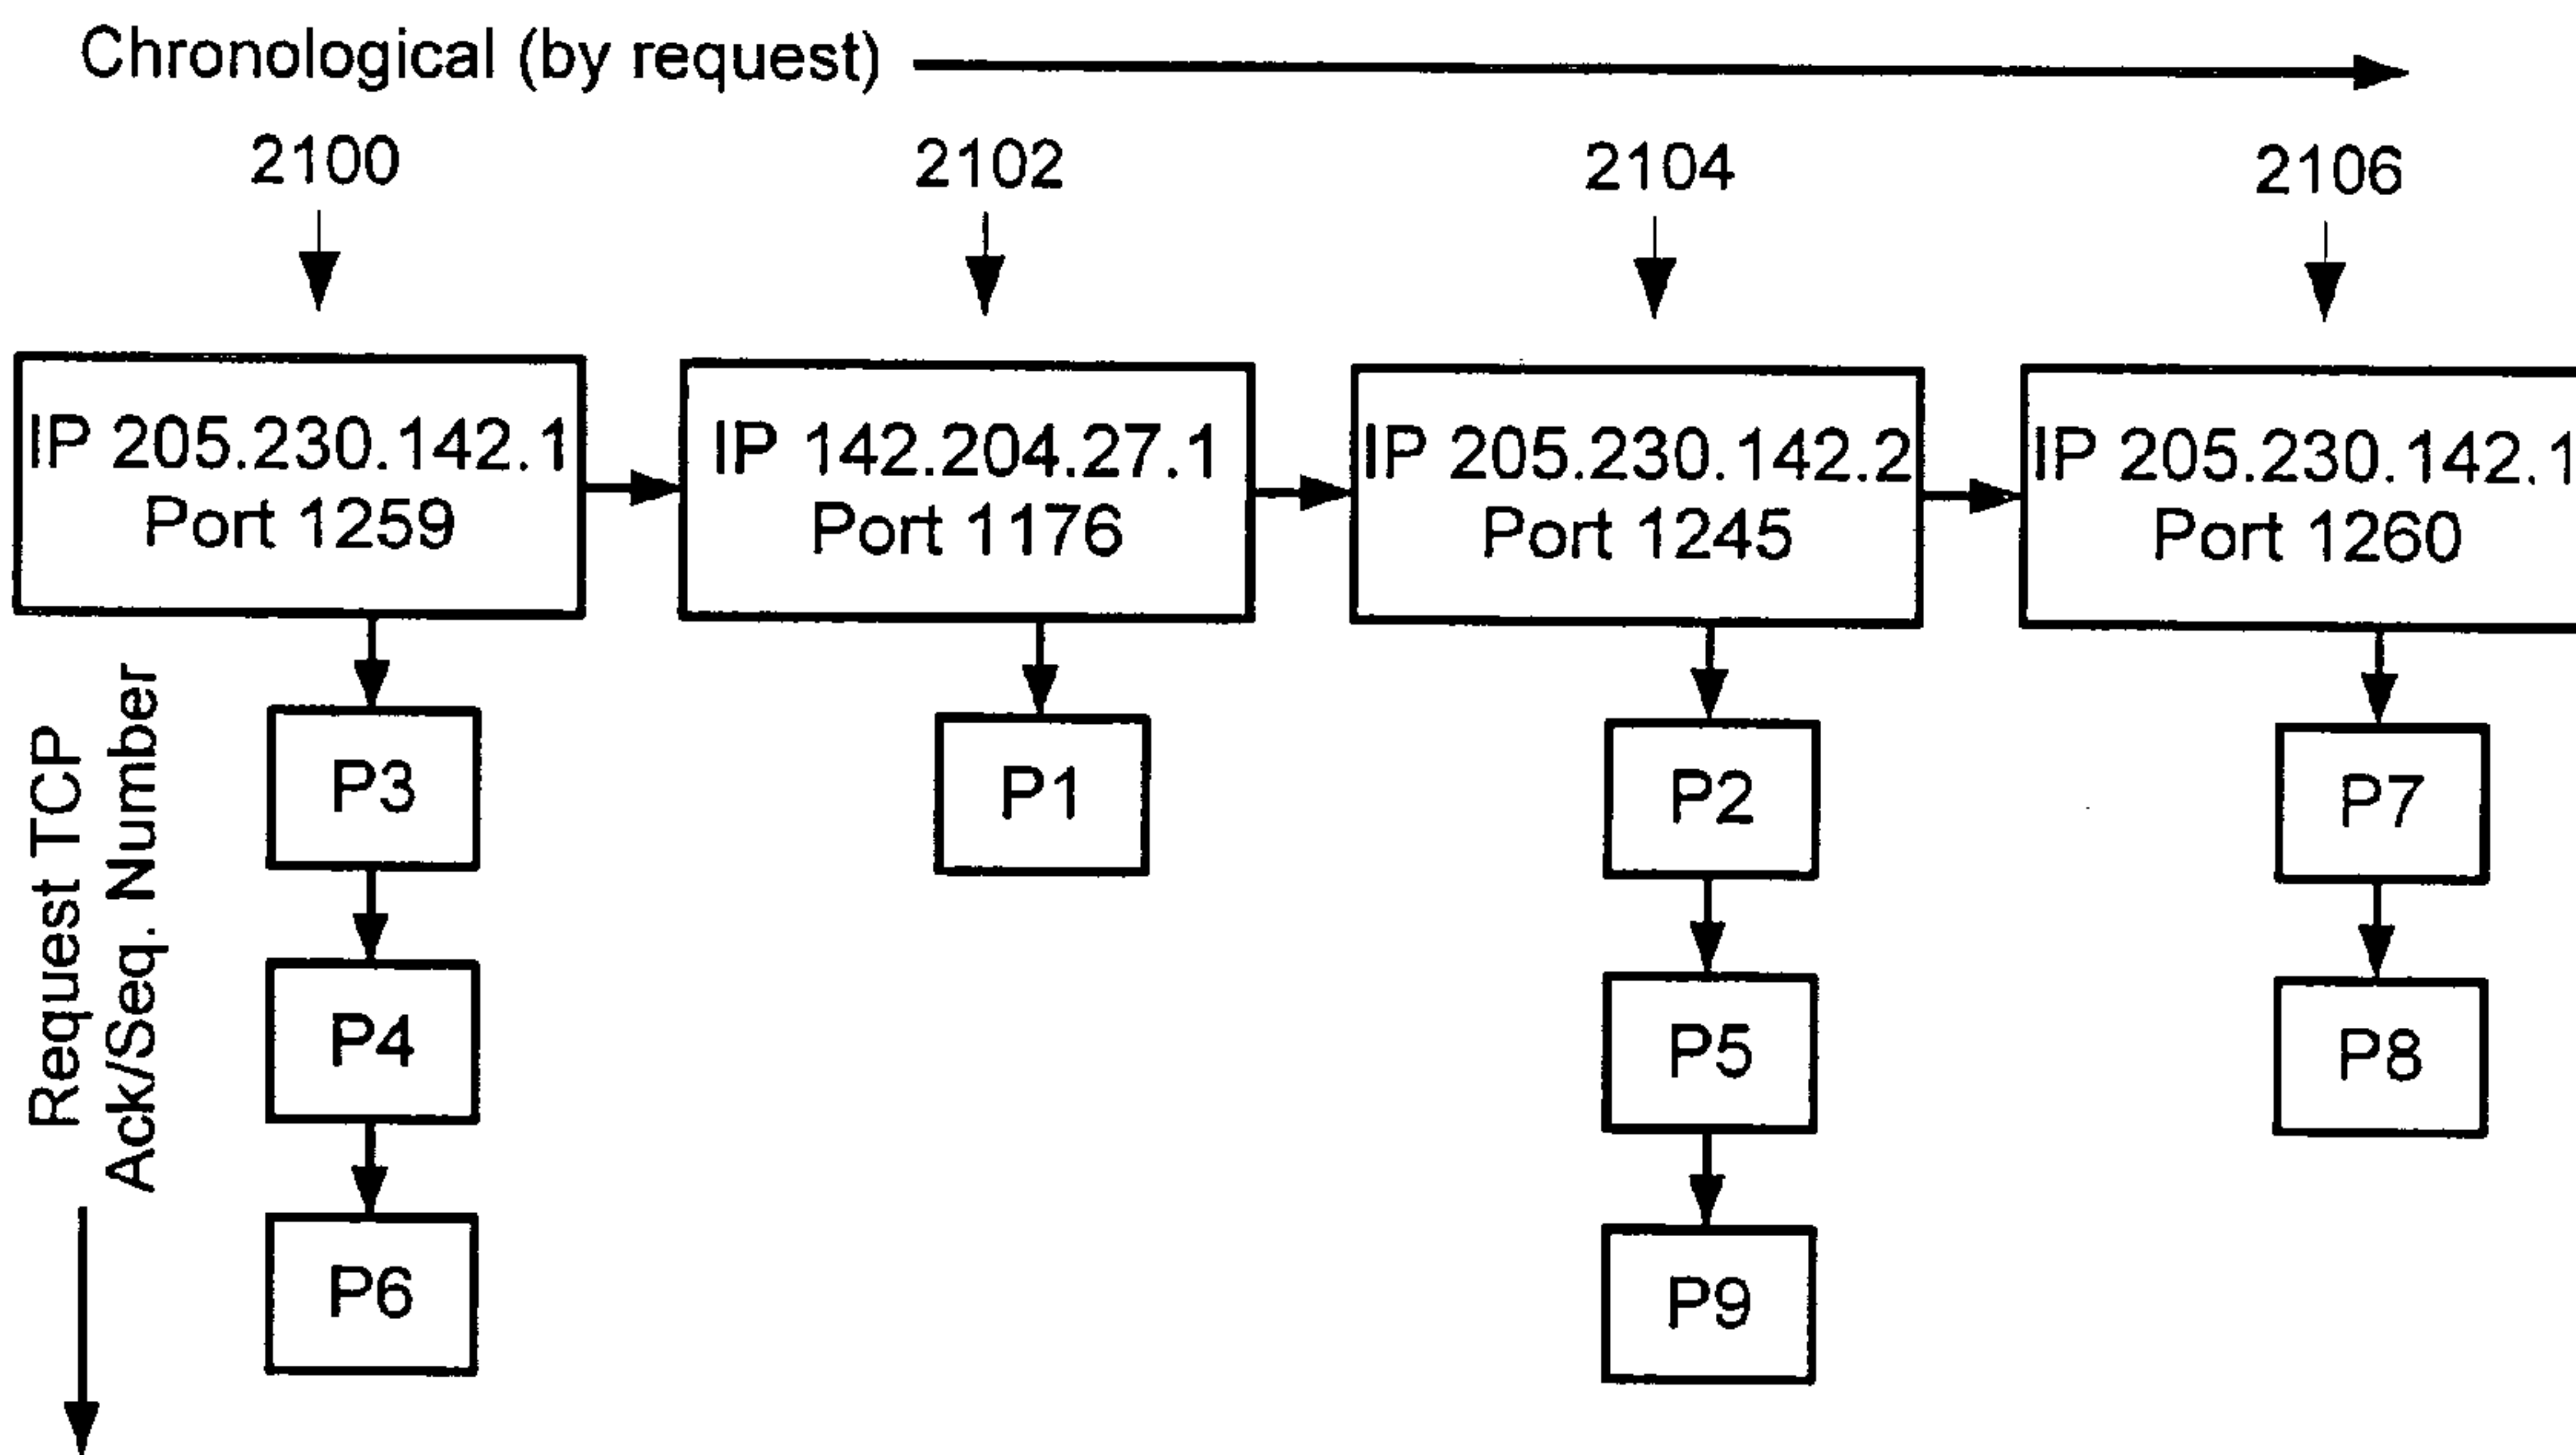 Chronological (by request)
2100
2102
2104
2106
IP 205.230.142.1
Port 1259
IP 142.204.27.1
Port 1176
IP 205.230.142.2
Port 1245
IP 205.230.142.1
Port 1260
Request TCP
Ack/Seq. Number
P3
P1
P2
P7
P4
P5
P8
P6
P9